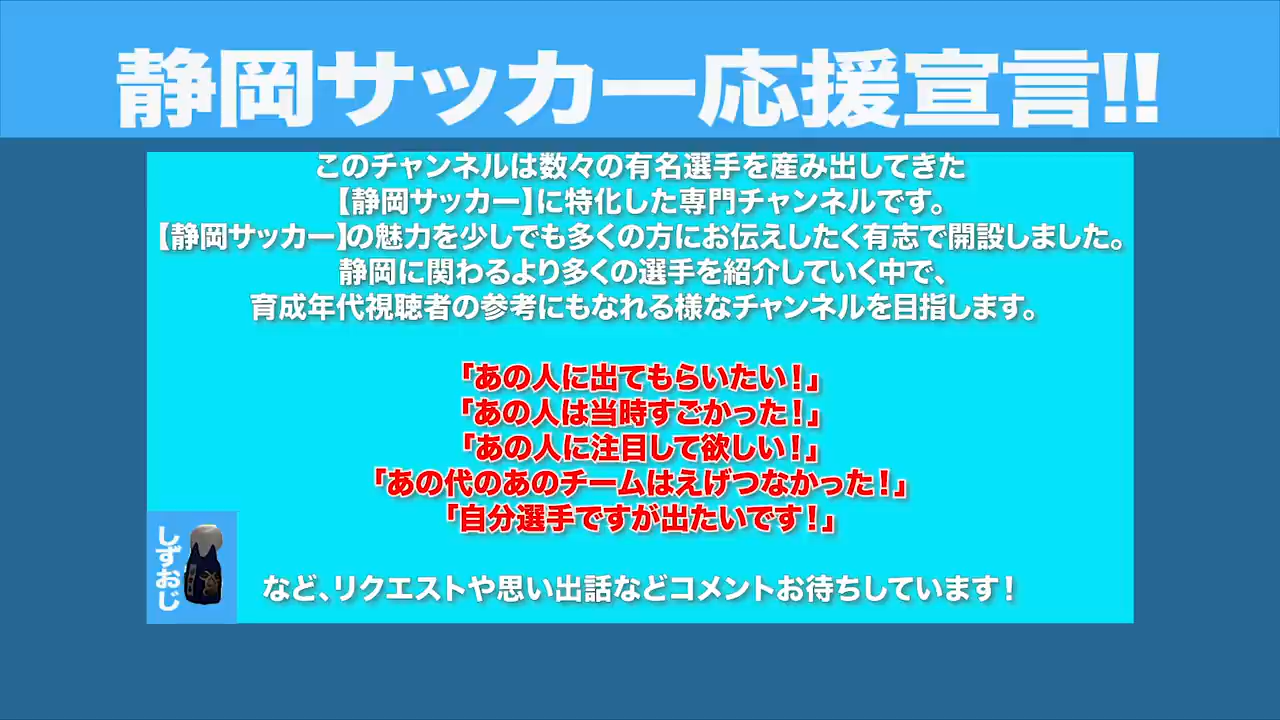 静岡サッカー応援宣言!!
このチャンネルは数々の有名選手を産み出してきた
【静岡サッカー】に特化した専門チャンネルです。
【静岡サッカー】の魅力を少しでも多くの方にお伝えしたく有志で開設しました。
静岡に関わるより多くの選手を紹介していく中で、
育成年代視聴者の参考にもなれる様なチャンネルを目指します。
「あの人に出てもらいたい!」
「あの人は当時すごかった!」
「あの人に注目して欲しい!」
「あの代のあのチームはえげつなかった!」
「自分選手ですが出たいです!」
など、リクエストや思い出話などコメントお待ちしています!
しずおじ